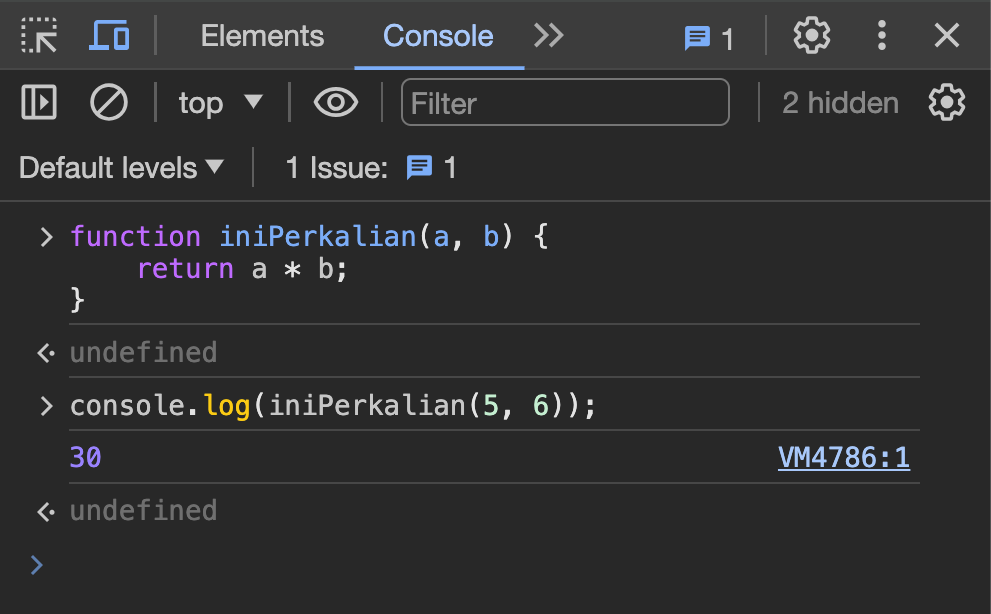 Elements Console 1
top Filter 2 hidden
Default levels 1 Issue: 1
function iniPerkalian(a, b) {
    return a * b;
}
undefined
console.log(iniPerkalian(5, 6));
30 VM4786:1
undefined